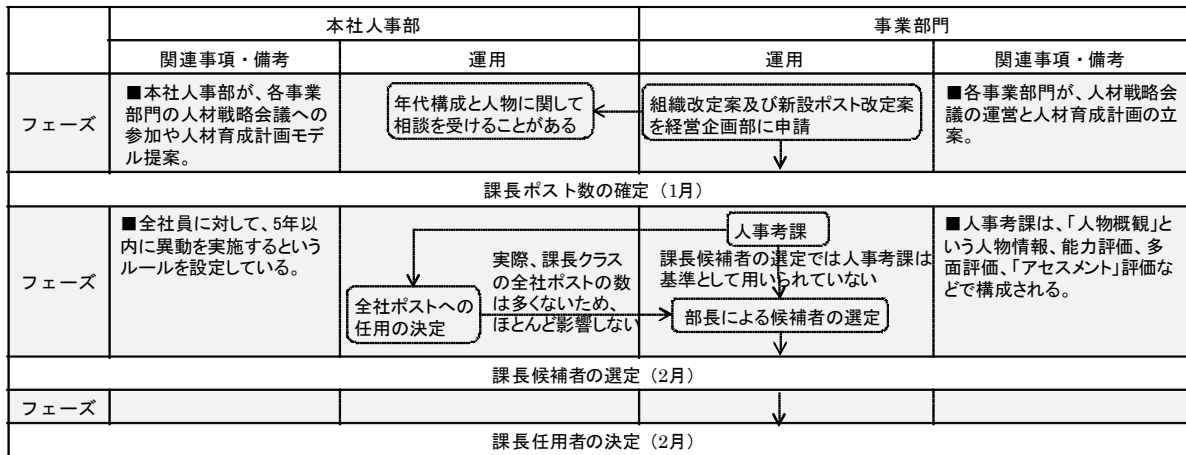 本社人事部
事業部門
関連事項・備考
運用
運用
関連事項・備考
フェーズ
■本社人事部が、各事業
部門の人材戦略会議への
参加や人材育成計画モデ
ル提案。
年代構成と人物に関して
相談を受けることがある
組織改定案及び新設ポスト改定案
を経営企画部に申請
■各事業部門が、人材戦略会
議の運営と人材育成計画の立
案。
課長ポスト数の確定（1月）
フェーズ
■全社員に対して、5年以
内に異動を実施するという
ルールを設定している。
全社ポストへの
任用の決定
実際、課長クラス
の全社ポストの数
は多くないため、
ほとんど影響しない
人事考課
課長候補者の選定では人事考課は
基準として用いられていない
部長による候補者の選定
■人事考課は、「人物概観」と
いう人物情報、能力評価、多
面評価、「アセスメント」評価な
どで構成される。
課長候補者の選定（2月）
フェーズ
課長任用者の決定（2月）